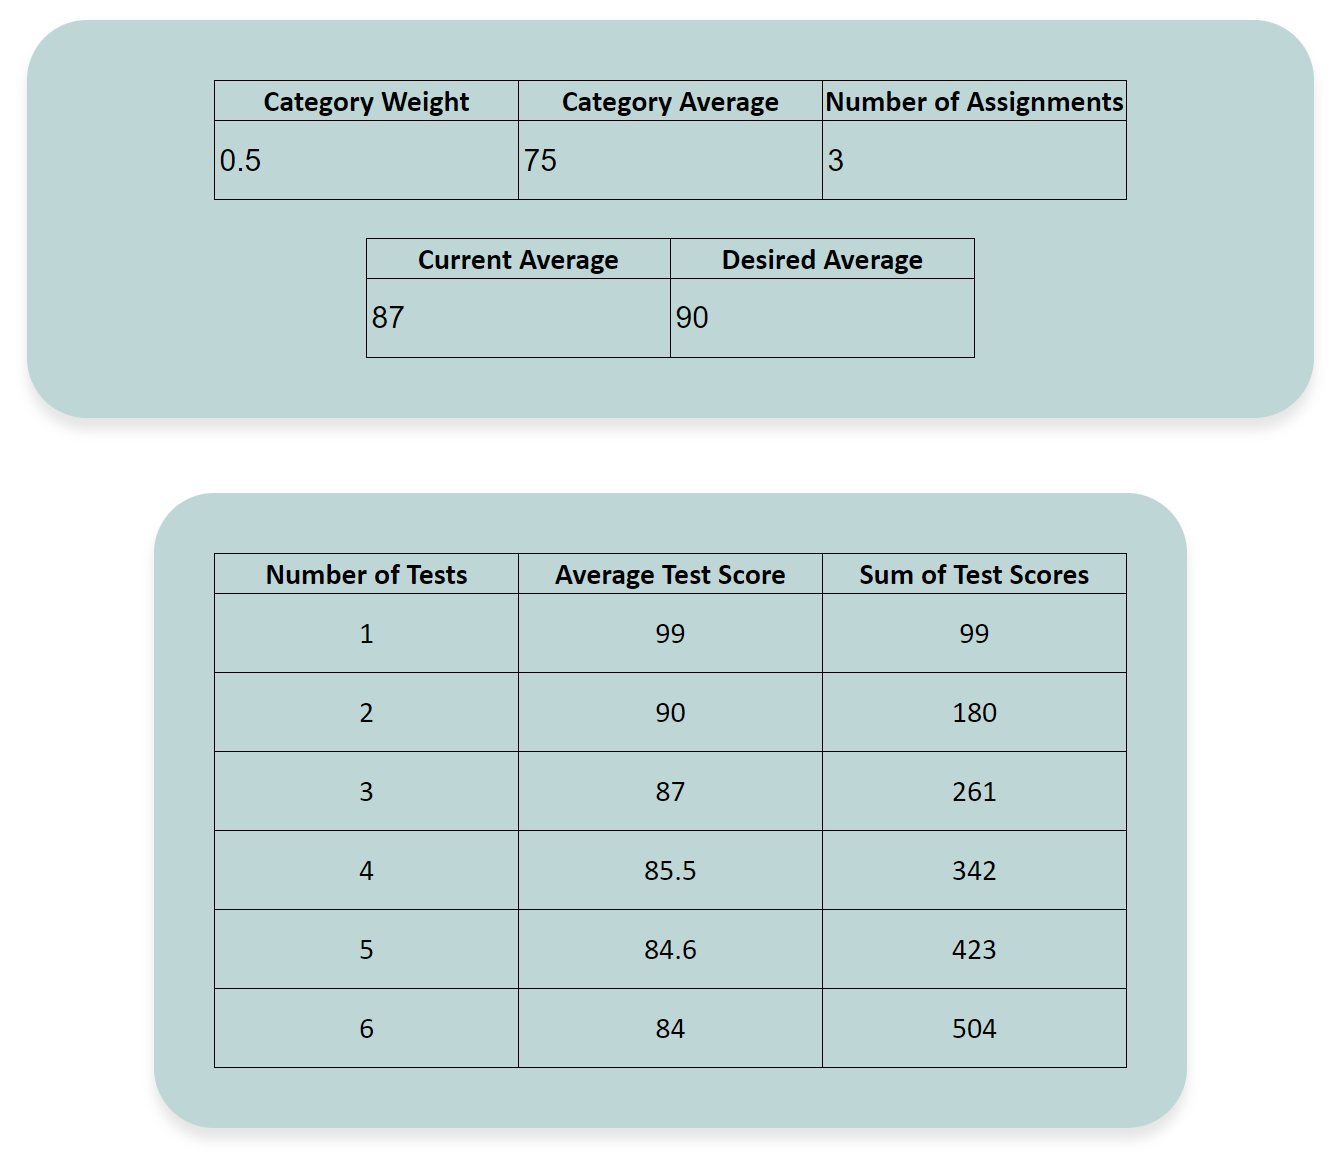 Category Weight Category Average Number of Assignments
0.5 75 3
Current Average Desired Average
87 90
Number of Tests Average Test Score Sum of Test Scores
1 99 99
2 90 180
3 87 261
4 85.5 342
5 84.6 423
6 84 504